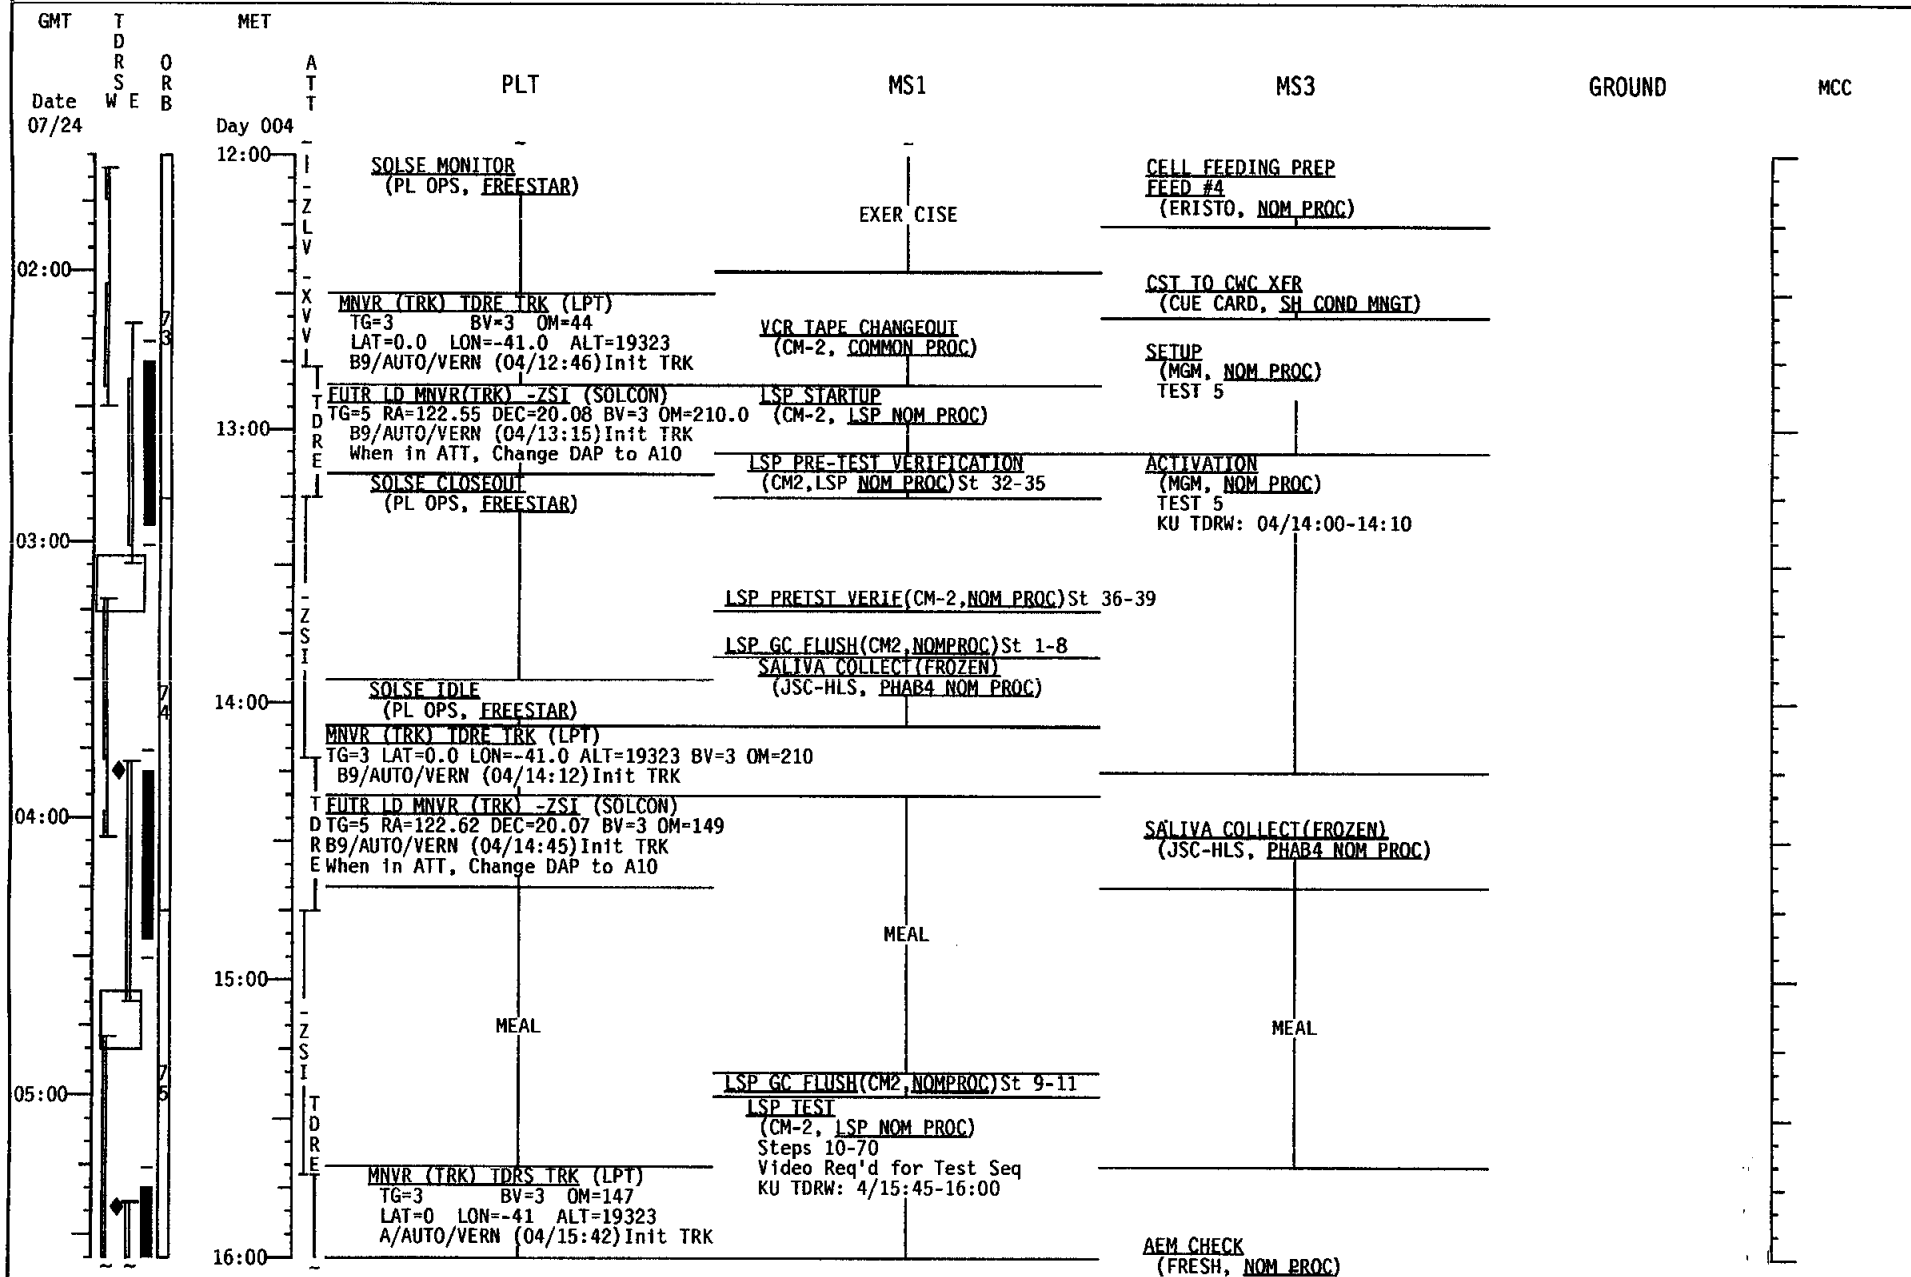 GMT
TDRS
W E
ORB
MET
ATT
PLT
MS1
MS3
GROUND
MCC
Date
07/24
Day 004
12:00
13:00
14:00
15:00
16:00
02:00
03:00
04:00
05:00
73
74
75
-ZLV
-XVV
TDRE
-ZSI
TDRE
-ZSI
TDRE
SOLSE MONITOR
(PL OPS, FREESTAR)
MNVR (TRK) TDRE TRK (LPT)
TG=3 BV=3 OM=44
LAT=0.0 LON=-41.0 ALT=19323
B9/AUTO/VERN (04/12:46)Init TRK
FUTR LD MNVR(TRK) -ZSI (SOLCON)
TG=5 RA=122.55 DEC=20.08 BV=3 OM=210.0
B9/AUTO/VERN (04/13:15)Init TRK
When in ATT, Change DAP to A10
SOLSE CLOSEOUT
(PL OPS, FREESTAR)
SOLSE IDLE
(PL OPS, FREESTAR)
MNVR (TRK) TDRE TRK (LPT)
TG=3 LAT=0.0 LON=-41.0 ALT=19323 BV=3 OM=210
B9/AUTO/VERN (04/14:12)Init TRK
FUTR LD MNVR (TRK) -ZSI (SOLCON)
TG=5 RA=122.62 DEC=20.07 BV=3 OM=149
B9/AUTO/VERN (04/14:45)Init TRK
When in ATT, Change DAP to A10
MEAL
MNVR (TRK) TDRS TRK (LPT)
TG=3 BV=3 OM=147
LAT=0 LON=-41 ALT=19323
A/AUTO/VERN (04/15:42)Init TRK
EXER CISE
VCR TAPE CHANGEOUT
(CM-2, COMMON PROC)
LSP STARTUP
(CM-2, LSP NOM PROC)
LSP PRE-TEST VERIFICATION
(CM2,LSP NOM PROC)St 32-35
LSP PRETST VERIF(CM-2,NOM PROC)St 36-39
LSP GC FLUSH(CM2,NOMPROC)St 1-8
SALIVA COLLECT(FROZEN)
(JSC-HLS, PHAB4 NOM PROC)
MEAL
LSP GC FLUSH(CM2,NOMPROC)St 9-11
LSP TEST
(CM-2, LSP NOM PROC)
Steps 10-70
Video Req'd for Test Seq
KU TDRW: 4/15:45-16:00
CELL FEEDING PREP
FEED #4
(ERISTO, NOM PROC)
CST TO CWC XFR
(CUE CARD, SH COND MNGT)
SETUP
(MGM, NOM PROC)
TEST 5
ACTIVATION
(MGM, NOM PROC)
TEST 5
KU TDRW: 04/14:00-14:10
SALIVA COLLECT(FROZEN)
(JSC-HLS, PHAB4 NOM PROC)
MEAL
AEM CHECK
(FRESH, NOM PROC)